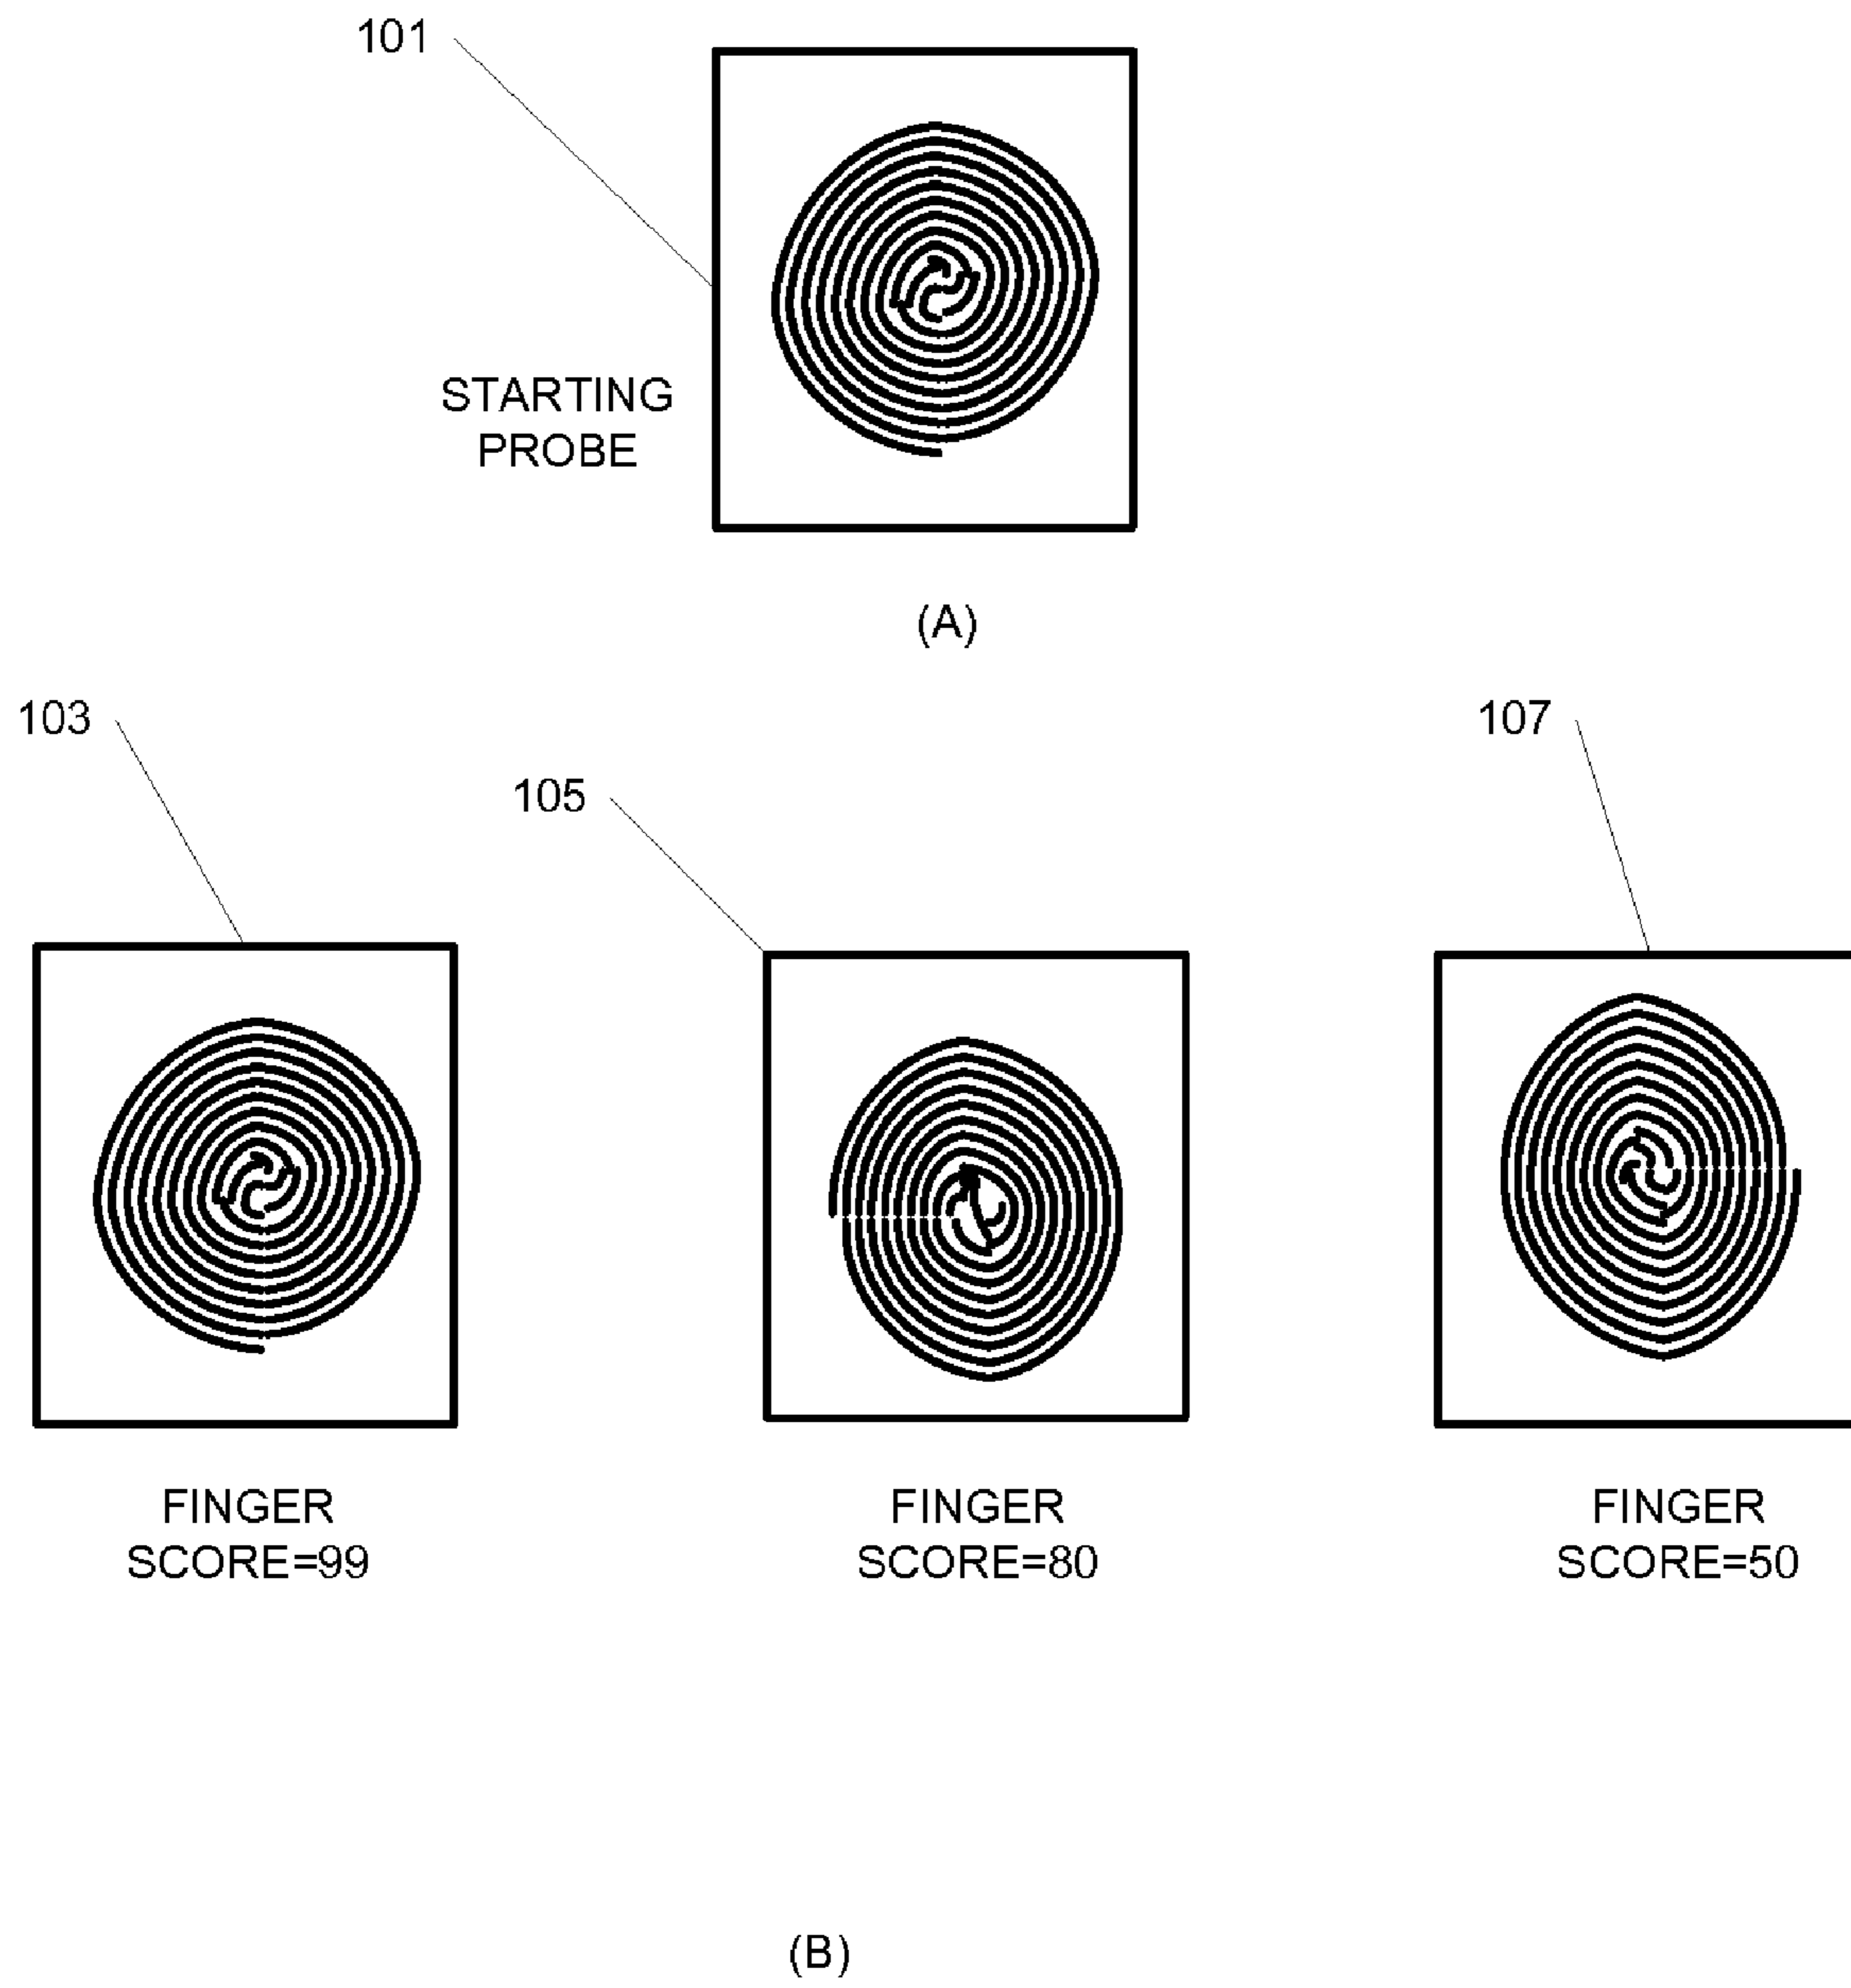 101
STARTING
PROBE
(A)
103
107
105
FINGER
SCORE=99
FINGER
SCORE=80
FINGER
SCORE=50
(B)